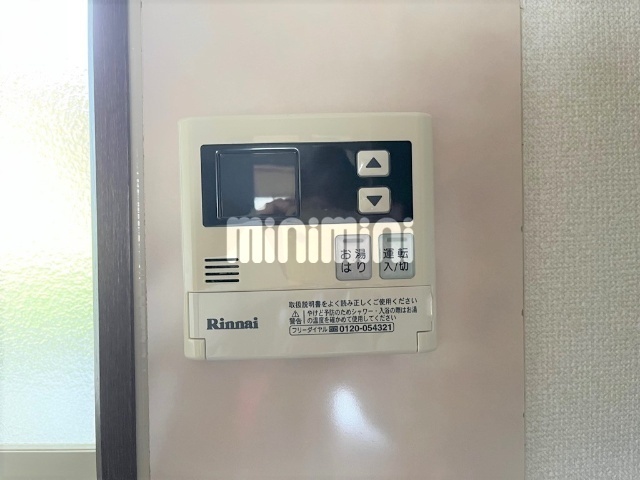 ▲
▼
minimini
お湯 運転
はり 入/切
取扱説明書をよく読み正しくご使用ください
⚠ やけど予防のためシャワー・入浴の際はお湯
警告 の温度を確かめて使用してください
Rinnai
フリーダイヤル 0120-054321